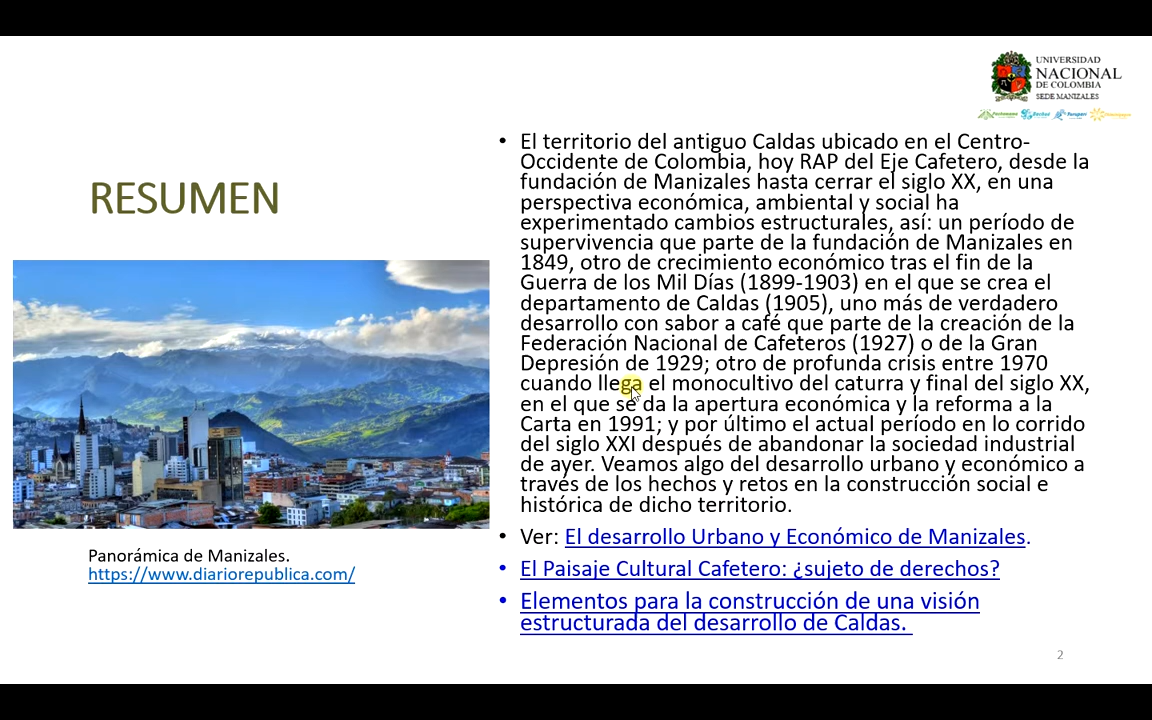 UNIVERSIDAD
NACIONAL
DE COLOMBIA
SEDE MANIZALES
RESUMEN
• El territorio del antiguo Caldas ubicado en el Centro-
Occidente de Colombia, hoy RAP del Eje Cafetero, desde la
fundación de Manizales hasta cerrar el siglo XX, en una
perspectiva económica, ambiental y social ha
experimentado cambios estructurales, así: un período de
supervivencia que parte de la fundación de Manizales en
1849, otro de crecimiento económico tras el fin de la
Guerra de los Mil Días (1899-1903) en el que se crea el
departamento de Caldas (1905), uno más de verdadero
desarrollo con sabor a café que parte de la creación de la
Federación Nacional de Cafeteros (1927) o de la Gran
Depresión de 1929; otro de profunda crisis entre 1970
cuando llega el monocultivo del caturra y final del siglo XX,
en el que se da la apertura económica y la reforma a la
Carta en 1991; y por último el actual período en lo corrido
del siglo XXI después de abandonar la sociedad industrial
de ayer. Veamos algo del desarrollo urbano y económico a
través de los hechos y retos en la construcción social e
histórica de dicho territorio.
• Ver: El desarrollo Urbano y Económico de Manizales.
• El Paisaje Cultural Cafetero: ¿sujeto de derechos?
• Elementos para la construcción de una visión
estructurada del desarrollo de Caldas.
Panorámica de Manizales.
https://www.diariorepublica.com/
2